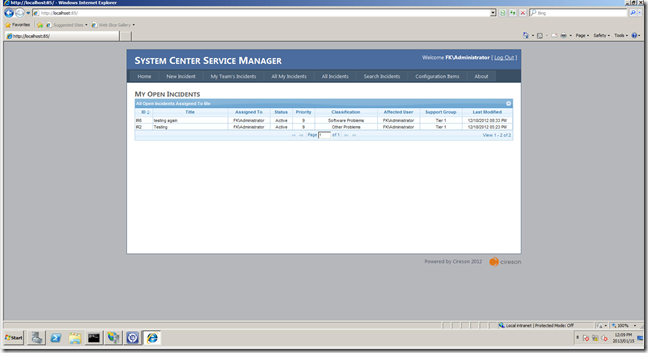 http://localhost:85/ - Windows Internet Explorer
http://localhost:85/
Bing
Favorites Suggested Sites Web Slice Gallery
http://localhost:85/
Page Safety Tools
SYSTEM CENTER SERVICE MANAGER
Welcome FK\Administrator [ Log Out ]
Home New Incident My Team's Incidents All My Incidents All Incidents Search Incidents Configuration Items About
MY OPEN INCIDENTS
All Open Incidents Assigned To Me
ID Title Assigned To Status Priority Classification Affected User Support Group Last Modified
IR6 testing again FK\Administrator Active 9 Software Problems FK\Administrator Tier 1 12/18/2012 08:33 PM
IR2 Testing FK\Administrator Active 9 Other Problems FK\Administrator Tier 1 12/18/2012 05:23 PM
Page of 1 View 1 - 2 of 2
Powered by Cireson 2012 cireson
Local intranet | Protected Mode: Off 100%
Start 12:09 PM